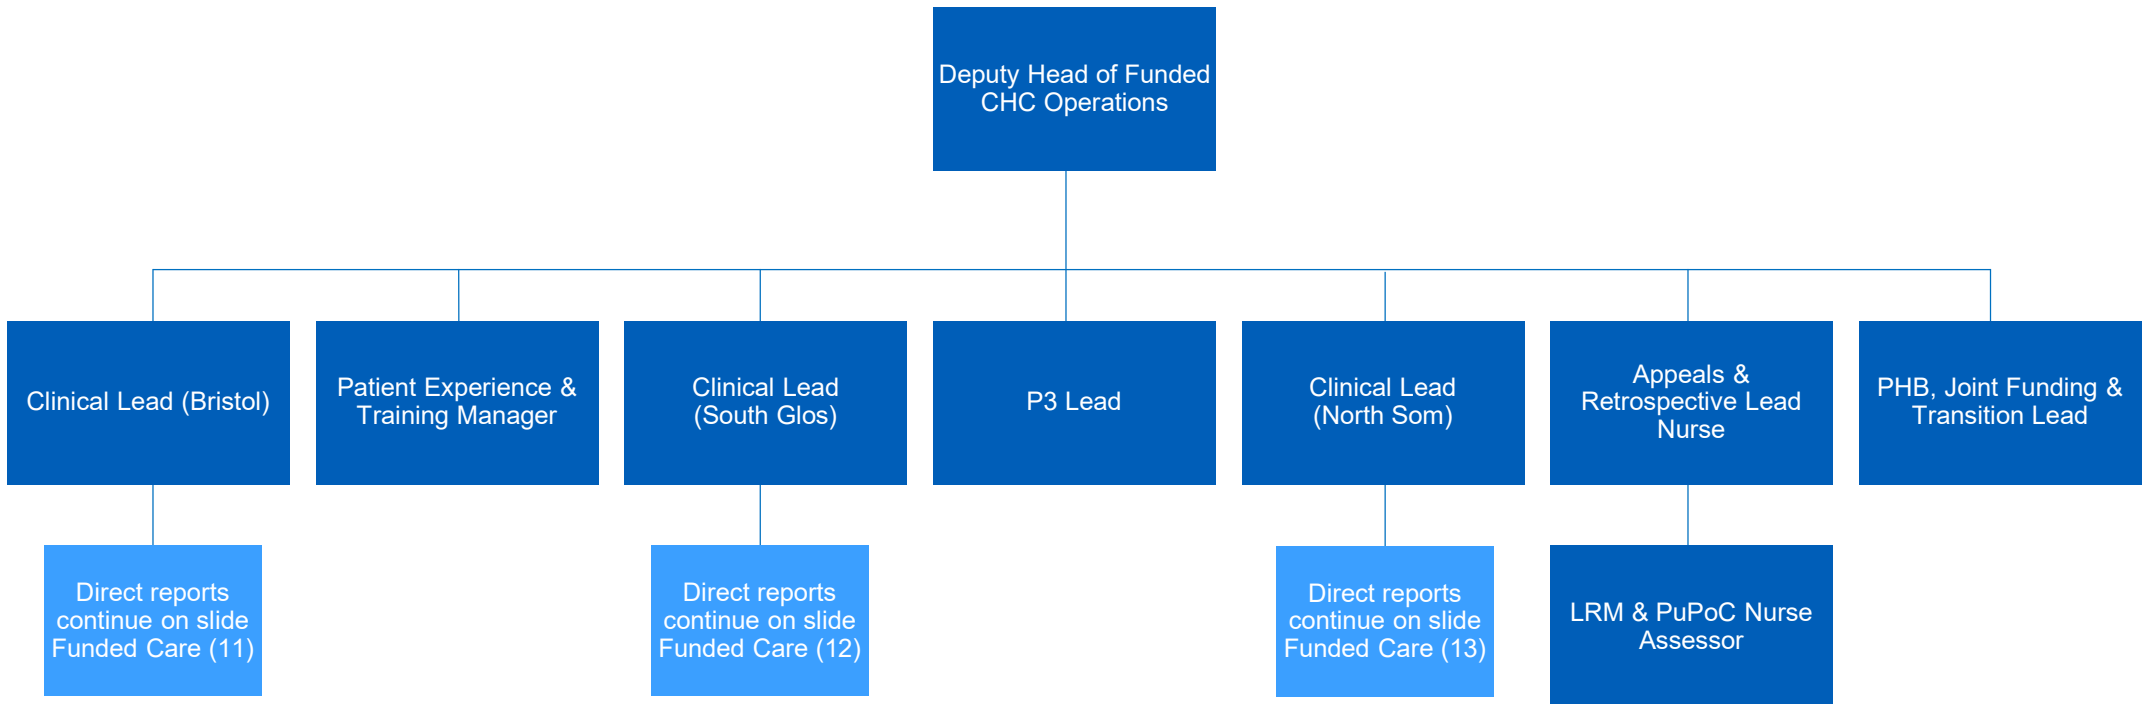 Deputy Head of Funded
CHC Operations
Clinical Lead (Bristol)
Patient Experience &
Training Manager
Clinical Lead
(South Glos)
P3 Lead
Clinical Lead
(North Som)
Appeals &
Retrospective Lead
Nurse
PHB, Joint Funding &
Transition Lead
Direct reports
continue on slide
Funded Care (11)
Direct reports
continue on slide
Funded Care (12)
Direct reports
continue on slide
Funded Care (13)
LRM & PuPoC Nurse
Assessor